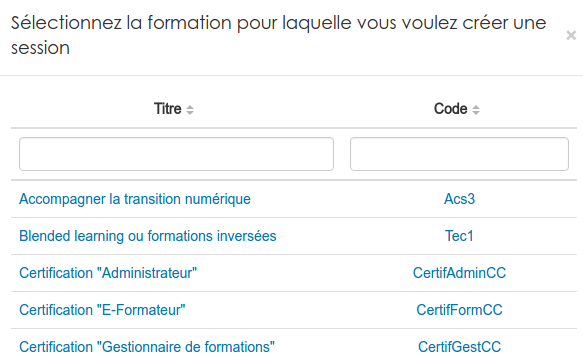 Sélectionnez la formation pour laquelle vous voulez créer une
session
×
Titre Code
Accompagner la transition numérique Acs3
Blended learning ou formations inversées Tec1
Certification "Administrateur" CertifAdminCC
Certification "E-Formateur" CertifFormCC
Certification "Gestionnaire de formations" CertifGestCC